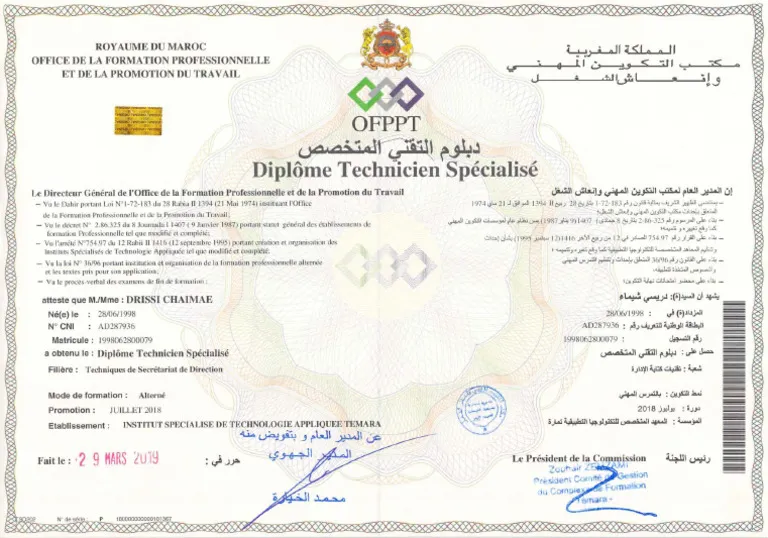 ROYAUME DU MAROC
OFFICE DE LA FORMATION PROFESSIONNELLE
ET DE LA PROMOTION DU TRAVAIL
المملكة المغربية
مكتب التكوين المهني
وإنعاش الشغل
OFPPT
دبلوم التقني المتخصص
Diplôme Technicien Spécialisé
Le Directeur Général de l'Office de la Formation Professionnelle et de la Promotion du Travail
– Vu le Dahir portant Loi N°1-72-183 du 28 Rabia II 1394 (21 Mai 1974) instituant l'Office
de la Formation Professionnelle et de la Promotion du Travail;
– Vu le décret N° 2.86.325 du 8 Journada I 1407 ( 9 Janvier 1987) portant statut général des établissements de
formation Professionnelle tel que modifié et complété;
– Vu l'arrêté N°754.97 du 12 Rabii II 1416 (12 septembre 1995) portant création et organisation des
Instituts Spécialisés de Technologie Appliquée tel que modifié et complété;
– Vu la loi N° 36/96 portant institution et organisation de la formation professionnelle alternée
et les textes pris pour son application;
– Vu le procès-verbal des examens de fin de formation ;
إن المدير العام لمكتب التكوين المهني وإنعاش الشغل
– بمقتضى الظهير الشريف بمثابة قانون رقم 1-72-183 بتاريخ 28 ربيع II 1394 الموافق لـ 21 ماي 1974
المتعلق بإحداث مكتب التكوين المهني وإنعاش الشغل؛
– بناء على المرسوم رقم 2-86-325 بتاريخ 8 جمادى I 1407 (9 يناير 1987) بمن نظام عام لمؤسسات التكوين المهني
كما وقع تغييره و تتميمه؛
– بناء على القرار رقم 754.97 الصادر في 12 من ربيع الآخر 1416 (12 سبتمبر 1995) بشأن إحداث
وتنظيم المعاهد المتخصصة للتكنولوجيا التطبيقية كما وقع تغييره وتتميمه؛
– بناء على القانون رقم 36/96 المتعلق بإحداث وتنظيم التمرس المهني
والنصوص المتخذة لتطبيقه؛
– بناء على محضر امتحانات نهاية التكوين؛
atteste que M./Mme : DRISSI CHAIMAE
Né(e) le : 28/06/1998
N° CNI : AD287936
Matricule : 1998062800079
a obtenu le : Diplôme Technicien Spécialisé
Filière : Techniques de Secrétariat de Direction
Mode de formation : Alterné
Promotion : JUILLET 2018
Etablissement : INSTITUT SPECIALISE DE TECHNOLOGIE APPLIQUEE TEMARA
يشهد أن السيد(ة): دريسي شيماء
المزداد(ة) في : 28/06/1998
البطاقة الوطنية للتعريف رقم : AD287936
رقم التسجيل : 1998062800079
حصل على : دبلوم التقني المتخصص
شعبة : تقنيات كتابة الإدارة
نمط التكوين : بالتمرس المهني
دورة : يوليوز 2018
المؤسسة : المعهد المتخصص للتكنولوجيا التطبيقية تمارة
عن المدير العام و بتفويض منه
المدير الجهوي
محمد الخيارة
Fait le : 29 MARS 2019 حرر في :
Le Président de la Commission رئيس اللجنة
Zouhair ZEMZAMI
Président Comité de Gestion
du Complexe de Formation
Témara -
N° de série : P